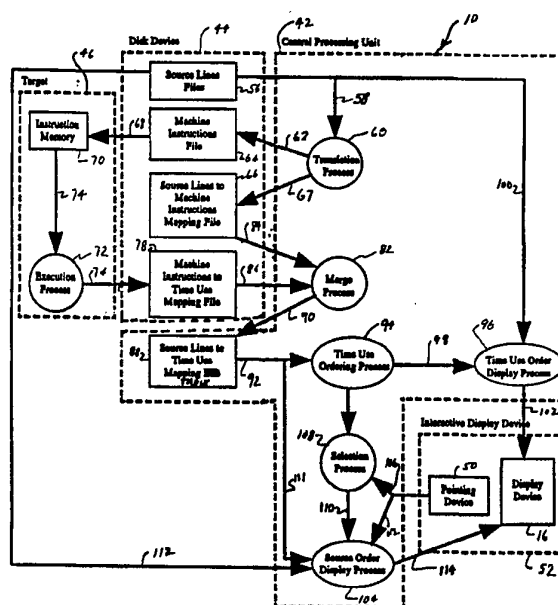 10
Disk Device
44
42
Central Processing Unit
46
Target
Source Lines
Files
56
58
Instruction
Memory
70
68
Machine
Instructions
File
64
62
60
Translation
Process
66
67
Source Lines to
Machine
Instructions
Mapping File
74
100
72
Execution
Process
76
78
Machine
Instructions to
Time Use
Mapping File
84
86
82
Merge
Process
90
88
Source Lines to
Time Use
Mapping
92
94
Time Use
Ordering Process
98
96
Time Use Order
Display Process
102
108
Selection
Process
106
Interactive Display Device
50
Pointing
Device
Display
Device
16
52
111
110
112
Source Order
Display Process
104
114